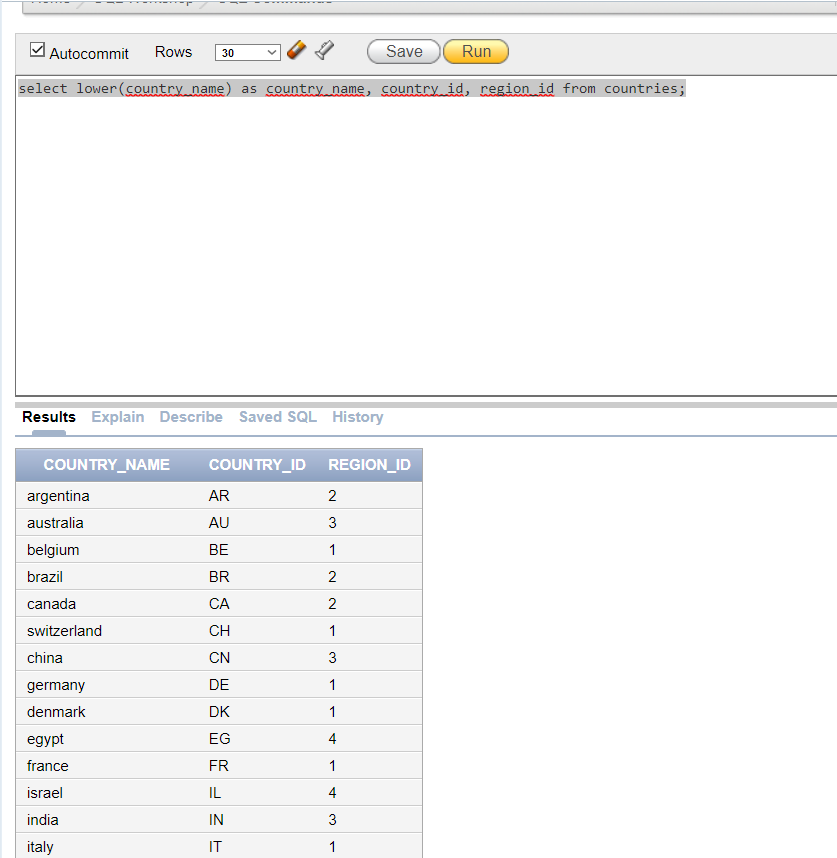 Autocommit Rows 30 Save Run
select lower(country_name) as country_name, country_id, region_id from countries;
Results Explain Describe Saved SQL History
COUNTRY_NAME COUNTRY_ID REGION_ID
argentina AR 2
australia AU 3
belgium BE 1
brazil BR 2
canada CA 2
switzerland CH 1
china CN 3
germany DE 1
denmark DK 1
egypt EG 4
france FR 1
israel IL 4
india IN 3
italy IT 1